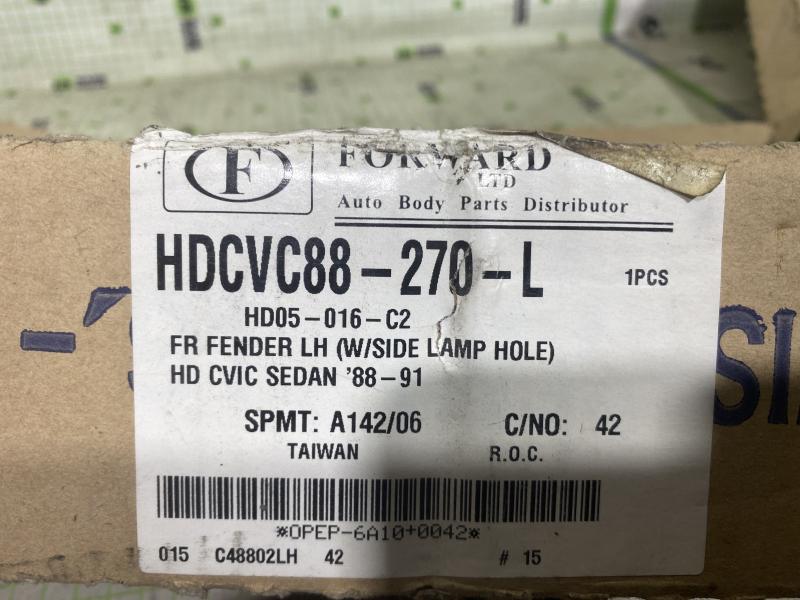 F
FORWARD
LTD
Auto Body Parts Distributor
HDCVC88-270-L 1PCS
HD05-016-C2
FR FENDER LH (W/SIDE LAMP HOLE)
HD CVIC SEDAN '88-91
SPMT: A142/06 C/NO: 42
TAIWAN R.O.C.
*OPEP-6A10+0042*
015 C48802LH 42 # 15